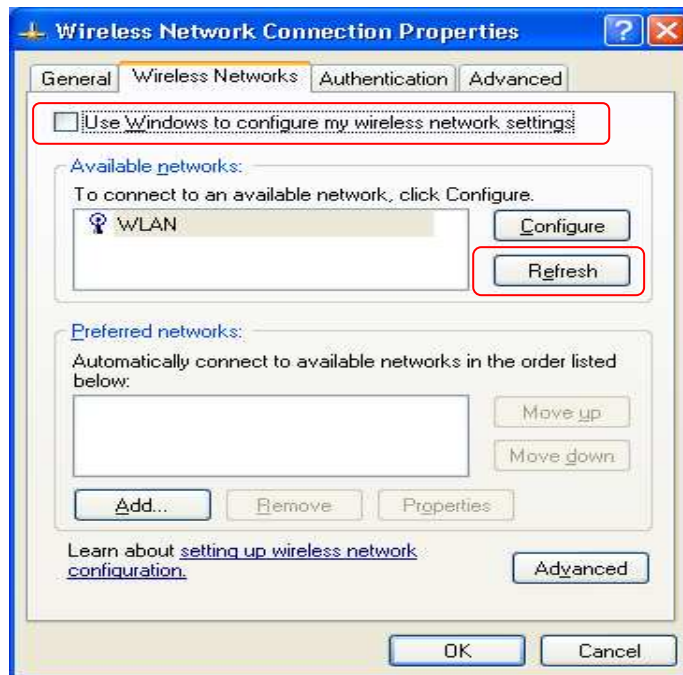 Wireless Network Connection Properties
General Wireless Networks Authentication Advanced
Use Windows to configure my wireless network settings
Available networks:
To connect to an available network, click Configure.
WLAN
Configure
Refresh
Preferred networks:
Automatically connect to available networks in the order listed
below:
Move up
Move down
Add... Remove Properties
Learn about setting up wireless network
configuration.
Advanced
OK Cancel